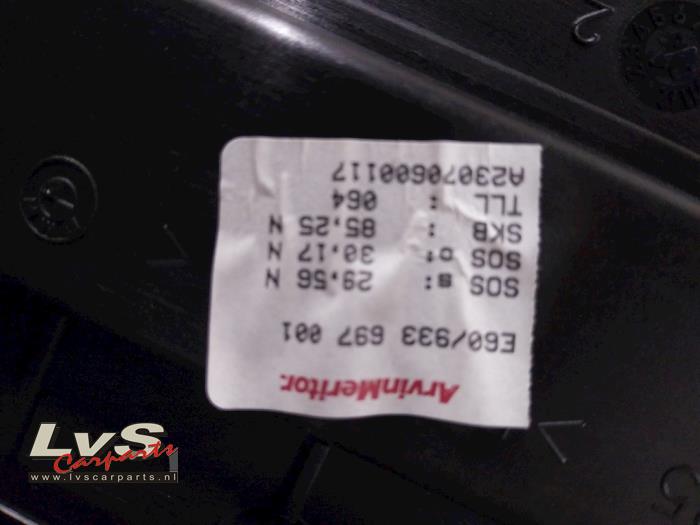 ArvinMeritor.
E60/933 697 001
SOS s: 29,56 N
SOS o: 30,17 N
SKB : 85,25 N
TLL : 064
A23070600117
LvS
Carparts
www.lvscarparts.nl